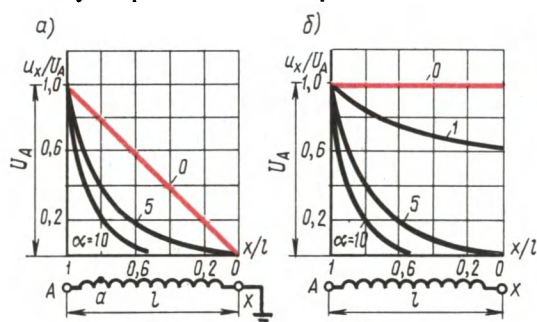 а) б)
u_x/U_A u_x/U_A
0
1,0 1,0
0 1
U_A 0,6 U_A 0,6
5 5
0,2 α=10 0,2 α=10
x/l x/l
1 0,6 0,2 0 1 0,6 0,2 0
A a l X A l X